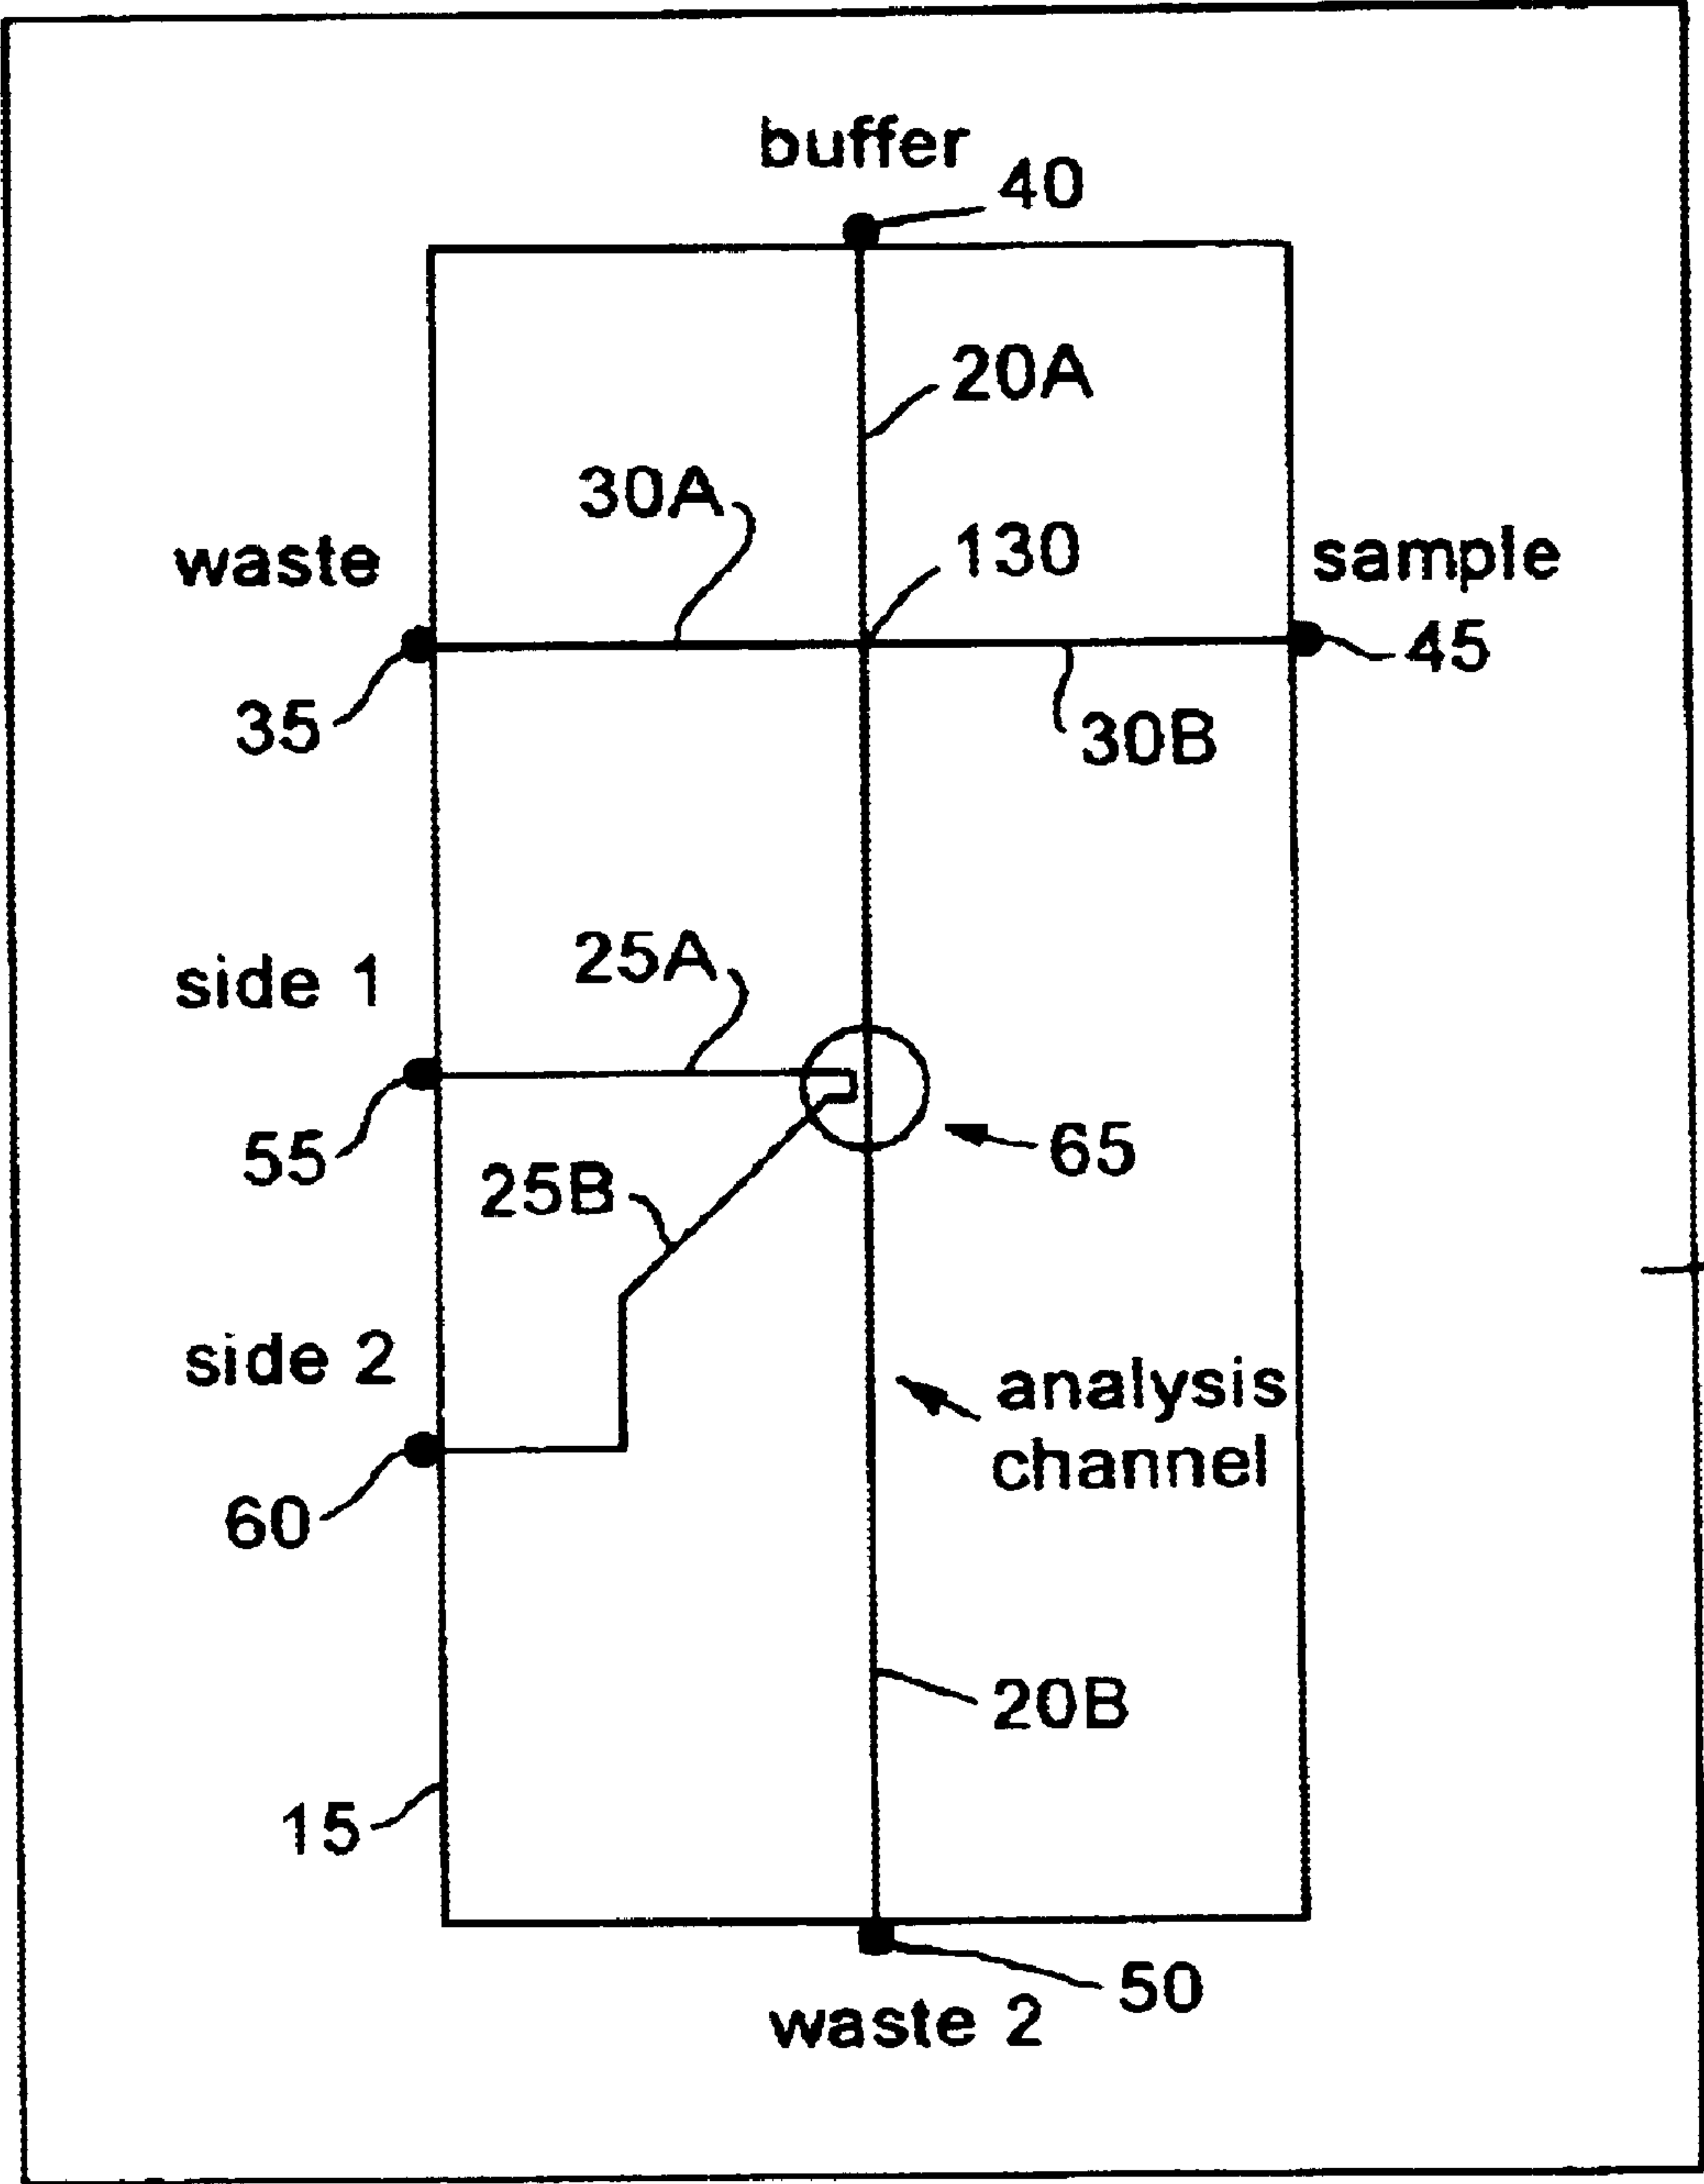 buffer
40
20A
30A
130
waste
sample
45
35
30B
25A
side 1
55
65
25B
side 2
analysis
channel
60
20B
15
50
waste 2